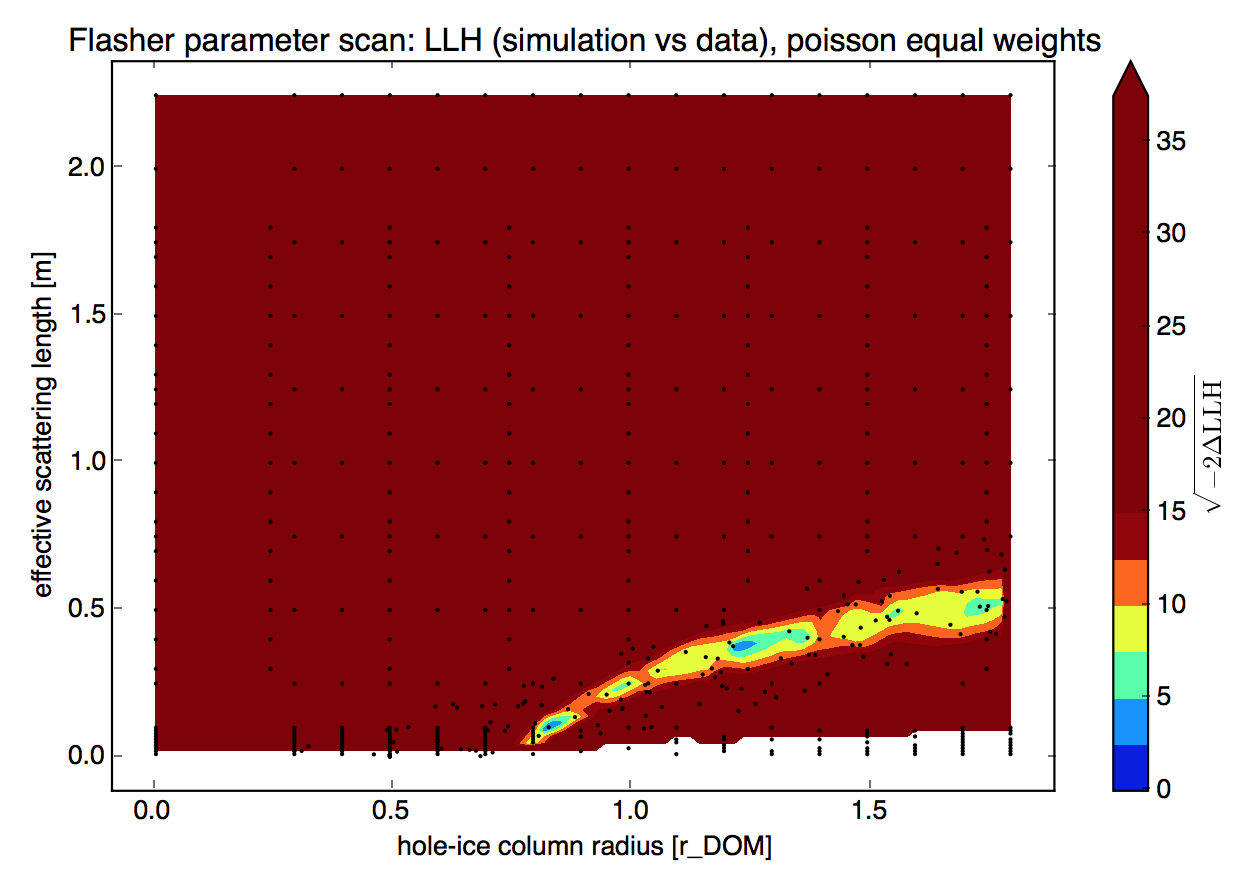 Flasher parameter scan: LLH (simulation vs data), poisson equal weights
effective scattering length [m]
2.0
1.5
1.0
0.5
0.0
0.0 0.5 1.0 1.5
hole-ice column radius [r_DOM]
35
30
25
20
15
10
5
0
√−2ΔLLH